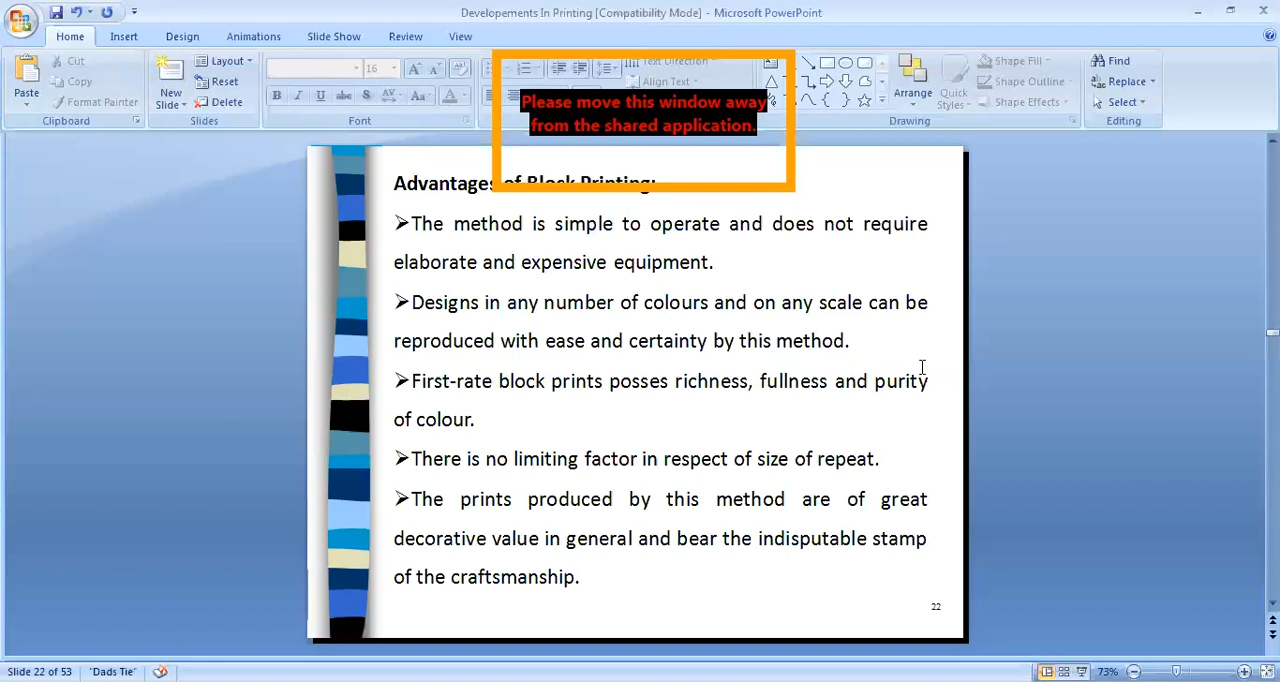 Developements In Printing [Compatibility Mode] - Microsoft PowerPoint
Home Insert Design Animations Slide Show Review View
Paste
Cut
Copy
Format Painter
Clipboard
New Slide
Layout
Reset
Delete
Slides
16
Font
Text Direction
Align Text
Please move this window away
from the shared application.
Arrange
Quick Styles
Shape Fill
Shape Outline
Shape Effects
Drawing
Find
Replace
Select
Editing
Advantages of Block Printing:
➢The method is simple to operate and does not require
elaborate and expensive equipment.
➢Designs in any number of colours and on any scale can be
reproduced with ease and certainty by this method.
➢First-rate block prints posses richness, fullness and purity
of colour.
➢There is no limiting factor in respect of size of repeat.
➢The prints produced by this method are of great
decorative value in general and bear the indisputable stamp
of the craftsmanship.
22
Slide 22 of 53 "Dads Tie" 73%